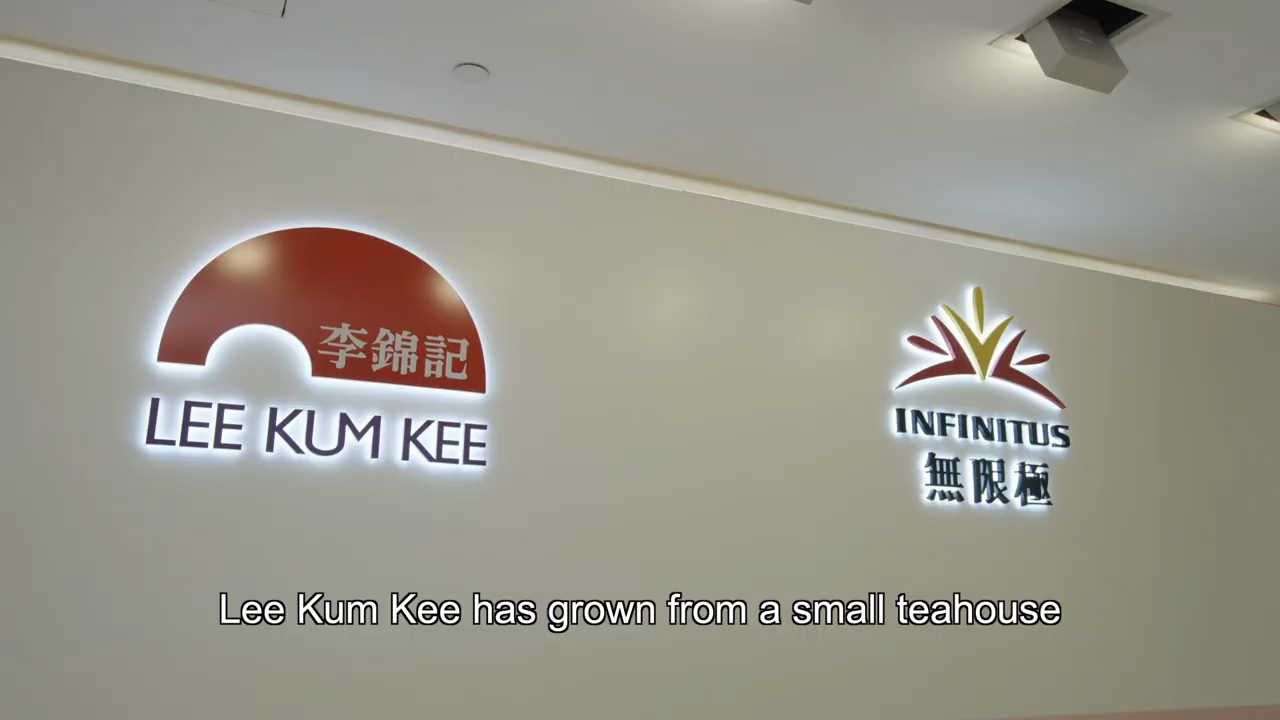 李錦記
LEE KUM KEE
INFINITUS
無限極
Lee Kum Kee has grown from a small teahouse